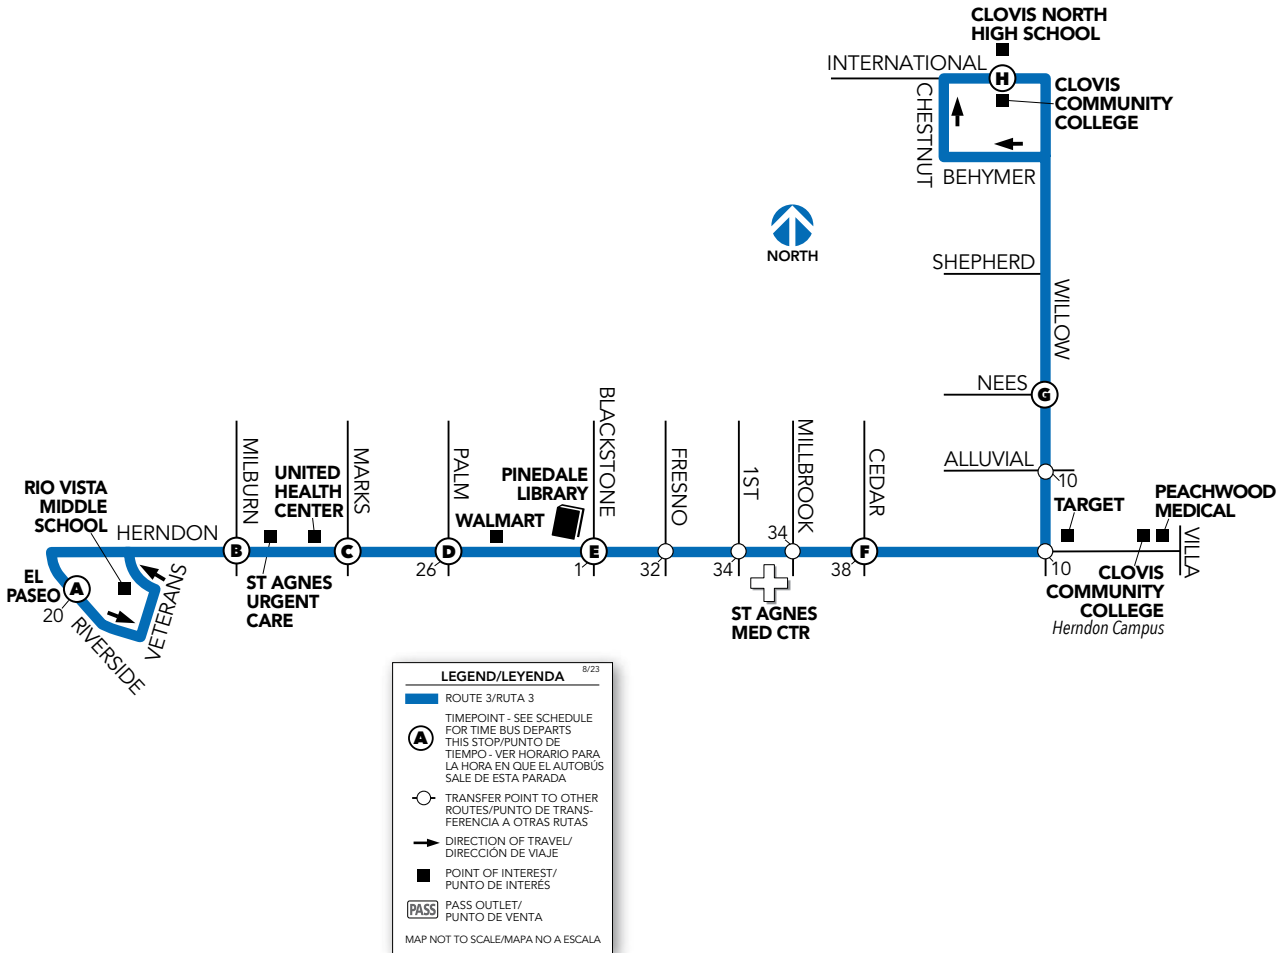 CLOVIS NORTH
HIGH SCHOOL
INTERNATIONAL
H
CLOVIS
COMMUNITY
COLLEGE
CHESTNUT
BEHYMER
NORTH
SHEPHERD
WILLOW
NEES
G
ALLUVIAL
10
TARGET
PEACHWOOD
MEDICAL
VILLA
10
CLOVIS
COMMUNITY
COLLEGE
Herndon Campus
RIO VISTA
MIDDLE
SCHOOL
HERNDON
EL
PASEO
A
20
RIVERSIDE
VETERANS
MILBURN
B
ST AGNES
URGENT
CARE
UNITED
HEALTH
CENTER
MARKS
C
PALM
D
26
WALMART
PINEDALE
LIBRARY
BLACKSTONE
E
1
FRESNO
32
1ST
34
MILLBROOK
34
ST AGNES
MED CTR
CEDAR
F
38
LEGEND/LEYENDA
8/23
ROUTE 3/RUTA 3
A
TIMEPOINT - SEE SCHEDULE
FOR TIME BUS DEPARTS
THIS STOP/PUNTO DE
TIEMPO - VER HORARIO PARA
LA HORA EN QUE EL AUTOBÚS
SALE DE ESTA PARADA
TRANSFER POINT TO OTHER
ROUTES/PUNTO DE TRANS-
FERENCIA A OTRAS RUTAS
DIRECTION OF TRAVEL/
DIRECCIÓN DE VIAJE
POINT OF INTEREST/
PUNTO DE INTERÉS
PASS
PASS OUTLET/
PUNTO DE VENTA
MAP NOT TO SCALE/MAPA NO A ESCALA